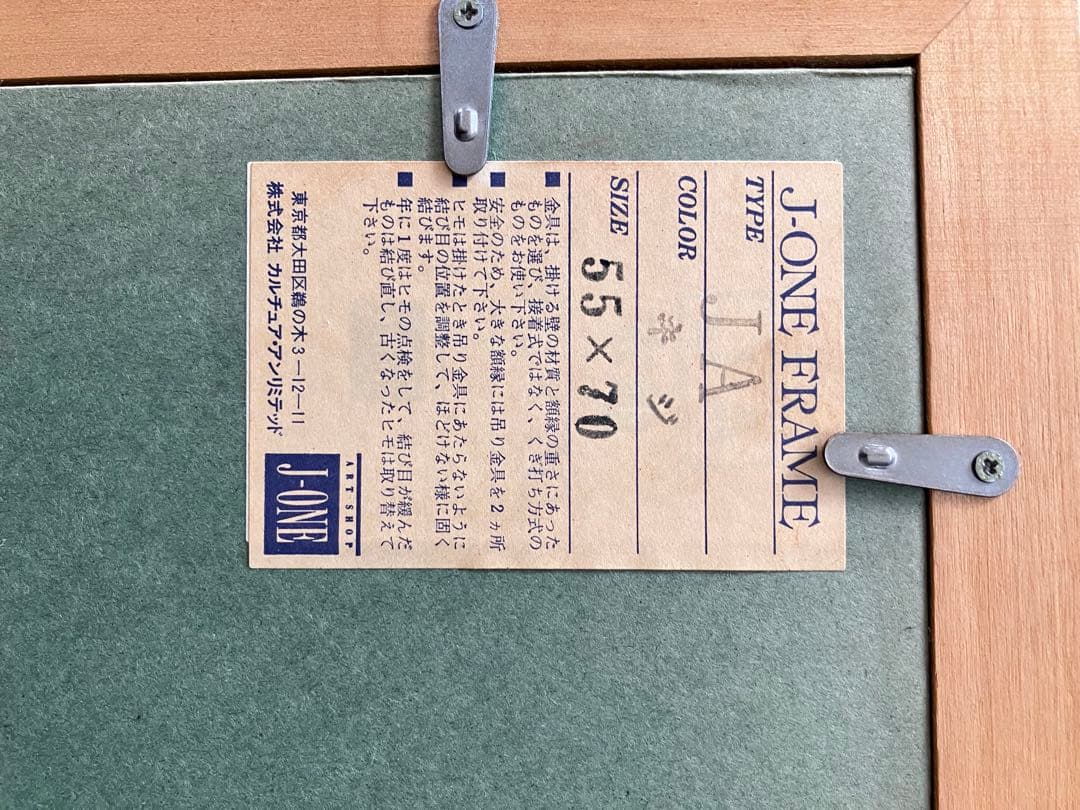 J-ONE FRAME
TYPE JA
COLOR ネジ
SIZE 55×70
■ 金具は、掛ける壁の材質と額縁の重さにあった
ものを選び、接着式ではなく、くぎ打ち方式の
ものをお使い下さい。
■ 安全のため、大きな額縁には吊り金具を2ヵ所
取り付けて下さい。
■ ヒモは掛けたとき吊り金具にあたらないように
結び目の位置を調整して、ほどけない様に固く
結びます。
■ 年に1度はヒモの点検をして、結び目が緩んだ
ものは結び直し、古くなったヒモは取り替えて
下さい。
東京都大田区鵜の木3―12―11
株式会社 カルチュア・アンリミテッド
ART SHOP
J-ONE